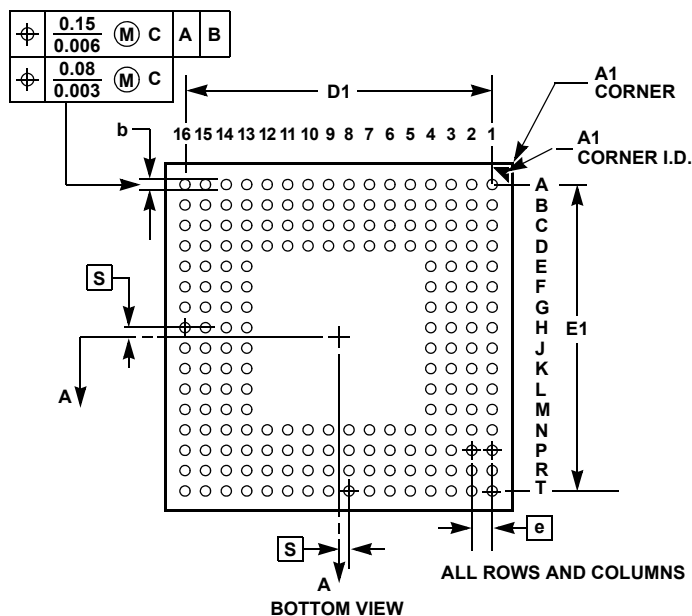 0.15
0.006
M C A B
0.08
0.003
M C
D1
A1
CORNER
b
16 15 14 13 12 11 10 9 8 7 6 5 4 3 2 1
A1
CORNER I.D.
A
B
C
D
E
F
G
H
J
K
L
M
N
P
R
T
S
E1
A
S
e
A
ALL ROWS AND COLUMNS
BOTTOM VIEW